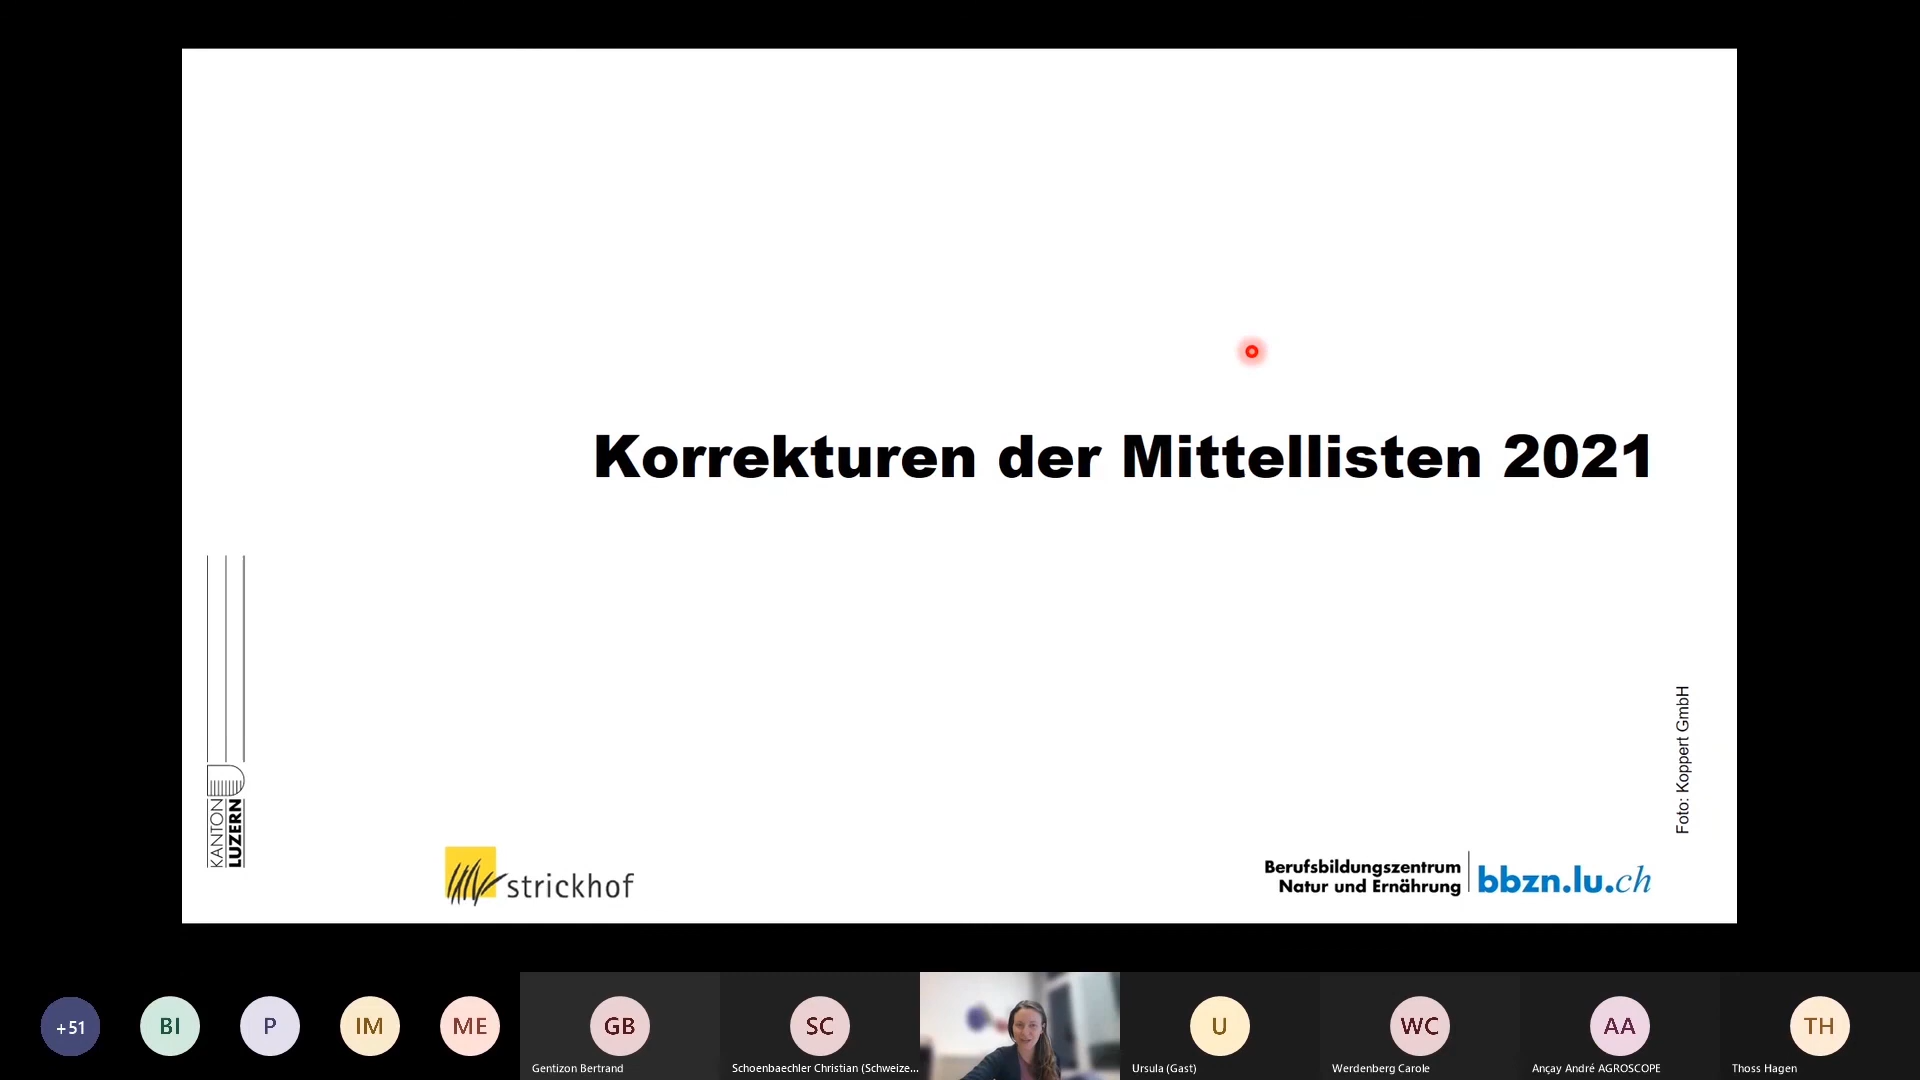 Korrekturen der Mittellisten 2021
Foto: Koppert GmbH
KANTON
LUZERN
strickhof
Berufsbildungszentrum
Natur und Ernährung
bbzn.lu.ch
+51
BI
P
IM
ME
GB
Gentizon Bertrand
SC
Schoenbaechler Christian (Schweize...
U
Ursula (Gast)
WC
Werdenberg Carole
AA
Ançay André AGROSCOPE
TH
Thoss Hagen